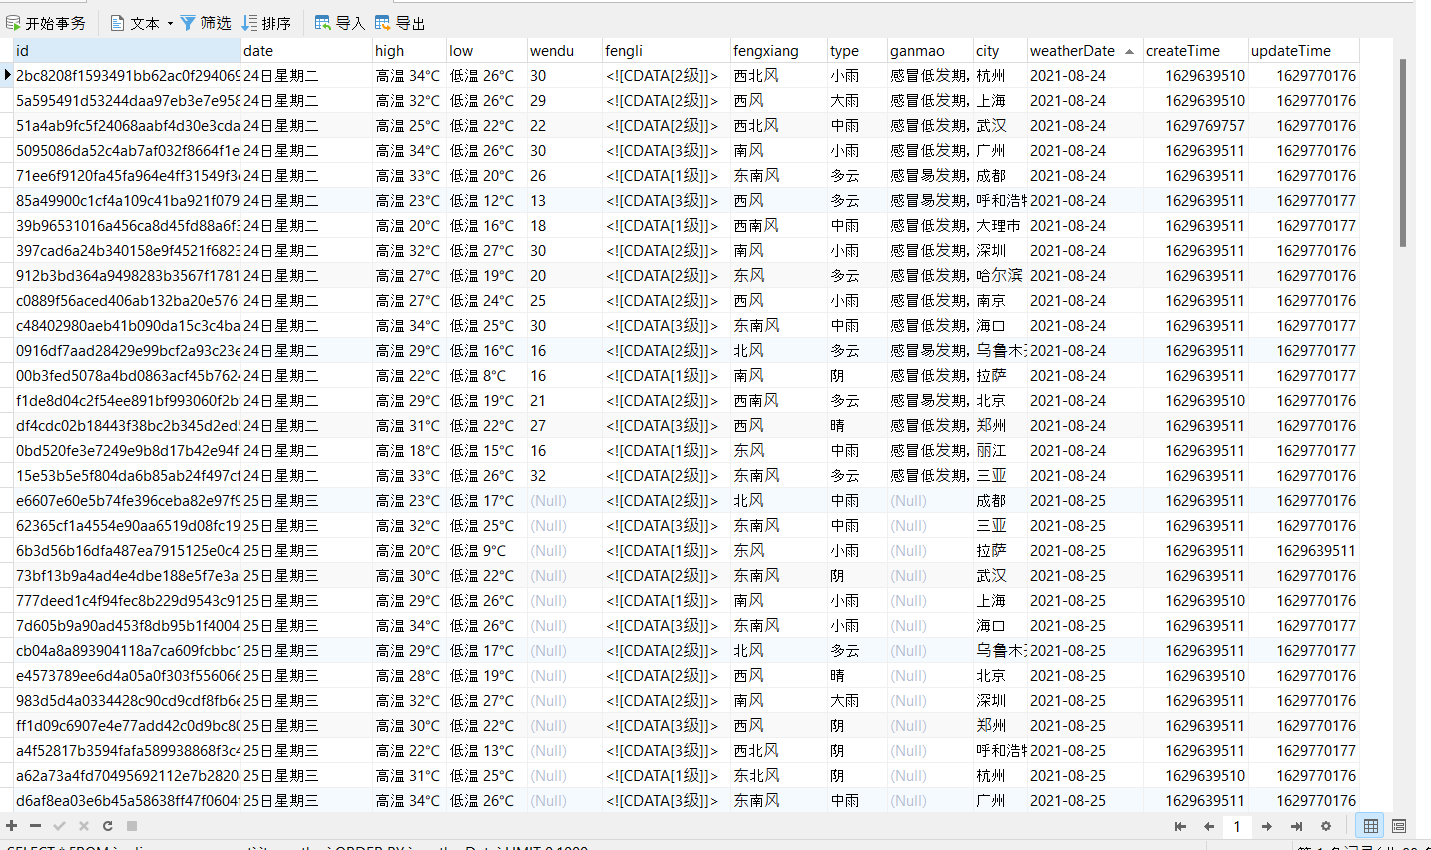 开始事务 文本 筛选 排序 导入 导出
id date high low wendu fengli fengxiang type ganmao city weatherDate createTime updateTime
2bc8208f1593491bb62ac0f294069 24日星期二 高温 34℃ 低温 26℃ 30 <![CDATA[2级]]> 西北风 小雨 感冒低发期, 杭州 2021-08-24 1629639510 1629770176
5a595491d53244daa97eb3e7e958 24日星期二 高温 32℃ 低温 26℃ 29 <![CDATA[2级]]> 西风 大雨 感冒低发期, 上海 2021-08-24 1629639510 1629770176
51a4ab9fc5f24068aabf4d30e3cda 24日星期二 高温 25℃ 低温 22℃ 22 <![CDATA[2级]]> 西北风 中雨 感冒低发期, 武汉 2021-08-24 1629769757 1629770176
5095086da52c4ab7af032f8664f1e 24日星期二 高温 34℃ 低温 26℃ 30 <![CDATA[3级]]> 南风 小雨 感冒低发期, 广州 2021-08-24 1629639511 1629770176
71ee6f9120fa45fa964e4ff31549f3 24日星期二 高温 33℃ 低温 20℃ 26 <![CDATA[1级]]> 东南风 多云 感冒易发期, 成都 2021-08-24 1629639511 1629770176
85a49900c1cf4a109c41ba921f079 24日星期二 高温 23℃ 低温 12℃ 13 <![CDATA[3级]]> 西风 多云 感冒易发期, 呼和浩特 2021-08-24 1629639511 1629770177
39b96531016a456ca8d45fd88a6f 24日星期二 高温 20℃ 低温 16℃ 18 <![CDATA[1级]]> 西南风 中雨 感冒低发期, 大理市 2021-08-24 1629639511 1629770177
397cad6a24b340158e9f4521f6823 24日星期二 高温 32℃ 低温 27℃ 30 <![CDATA[2级]]> 南风 小雨 感冒低发期, 深圳 2021-08-24 1629639511 1629770176
912b3bd364a9498283b3567f1781 24日星期二 高温 27℃ 低温 19℃ 20 <![CDATA[2级]]> 东风 多云 感冒低发期, 哈尔滨 2021-08-24 1629639511 1629770176
c0889f56aced406ab132ba20e576 24日星期二 高温 27℃ 低温 24℃ 25 <![CDATA[2级]]> 西风 小雨 感冒低发期, 南京 2021-08-24 1629639511 1629770176
c48402980aeb41b090da15c3c4ba 24日星期二 高温 34℃ 低温 25℃ 30 <![CDATA[3级]]> 东南风 中雨 感冒低发期, 海口 2021-08-24 1629639511 1629770177
0916df7aad28429e99bcf2a93c23e 24日星期二 高温 29℃ 低温 16℃ 16 <![CDATA[2级]]> 北风 多云 感冒易发期, 乌鲁木 2021-08-24 1629639511 1629770177
00b3fed5078a4bd0863acf45b762 24日星期二 高温 22℃ 低温 8℃ 16 <![CDATA[1级]]> 南风 阴 感冒低发期, 拉萨 2021-08-24 1629639511 1629770177
f1de8d04c2f54ee891bf993060f2b 24日星期二 高温 29℃ 低温 19℃ 21 <![CDATA[2级]]> 西南风 多云 感冒易发期, 北京 2021-08-24 1629639510 1629770176
df4cdc02b18443f38bc2b345d2ed 24日星期二 高温 31℃ 低温 22℃ 27 <![CDATA[3级]]> 西风 晴 感冒低发期, 郑州 2021-08-24 1629639511 1629770176
0bd520fe3e7249e9b8d17b42e94f 24日星期二 高温 18℃ 低温 15℃ 16 <![CDATA[1级]]> 东风 中雨 感冒低发期, 丽江 2021-08-24 1629639511 1629770177
15e53b5e5f804da6b85ab24f497c 24日星期二 高温 33℃ 低温 26℃ 32 <![CDATA[2级]]> 东南风 多云 感冒低发期, 三亚 2021-08-24 1629639511 1629770176
e6607e60e5b74fe396ceba82e97f 25日星期三 高温 23℃ 低温 17℃ (Null) <![CDATA[2级]]> 北风 中雨 (Null) 成都 2021-08-25 1629639511 1629770176
62365cf1a4554e90aa6519d08fc19 25日星期三 高温 32℃ 低温 25℃ (Null) <![CDATA[3级]]> 东南风 中雨 (Null) 三亚 2021-08-25 1629639511 1629770176
6b3d56b16dfa487ea7915125e0c4 25日星期三 高温 20℃ 低温 9℃ (Null) <![CDATA[1级]]> 东风 小雨 (Null) 拉萨 2021-08-25 1629639511 1629639511
73bf13b9a4ad4e4dbe188e5f7e3a 25日星期三 高温 30℃ 低温 22℃ (Null) <![CDATA[2级]]> 东南风 阴 (Null) 武汉 2021-08-25 1629639511 1629770176
777deed1c4f94fec8b229d9543c91 25日星期三 高温 29℃ 低温 26℃ (Null) <![CDATA[1级]]> 南风 小雨 (Null) 上海 2021-08-25 1629639510 1629770176
7d605b9a90ad453f8db95b1f4004 25日星期三 高温 34℃ 低温 26℃ (Null) <![CDATA[3级]]> 东南风 小雨 (Null) 海口 2021-08-25 1629639511 1629770177
cb04a8a893904118a7ca609fcbbc 25日星期三 高温 29℃ 低温 17℃ (Null) <![CDATA[2级]]> 北风 多云 (Null) 乌鲁木 2021-08-25 1629639511 1629770177
e4573789ee6d4a05a0f303f556066 25日星期三 高温 28℃ 低温 19℃ (Null) <![CDATA[2级]]> 西风 晴 (Null) 北京 2021-08-25 1629639510 1629770176
983d5d4a0334428c90cd9cdf8fb6e 25日星期三 高温 32℃ 低温 27℃ (Null) <![CDATA[2级]]> 南风 大雨 (Null) 深圳 2021-08-25 1629639511 1629770176
ff1d09c6907e4e77add42c0d9bc80 25日星期三 高温 30℃ 低温 22℃ (Null) <![CDATA[3级]]> 西风 阴 (Null) 郑州 2021-08-25 1629639511 1629770176
a4f52817b3594fafa589938868f3c4 25日星期三 高温 22℃ 低温 13℃ (Null) <![CDATA[3级]]> 西北风 阴 (Null) 呼和浩特 2021-08-25 1629639511 1629770177
a62a73a4fd70495692112e7b2820 25日星期三 高温 31℃ 低温 25℃ (Null) <![CDATA[1级]]> 东北风 阴 (Null) 杭州 2021-08-25 1629639510 1629770176
d6af8ea03e6b45a58638ff47f0604 25日星期三 高温 34℃ 低温 26℃ (Null) <![CDATA[3级]]> 东南风 中雨 (Null) 广州 2021-08-25 1629639511 1629770176
1